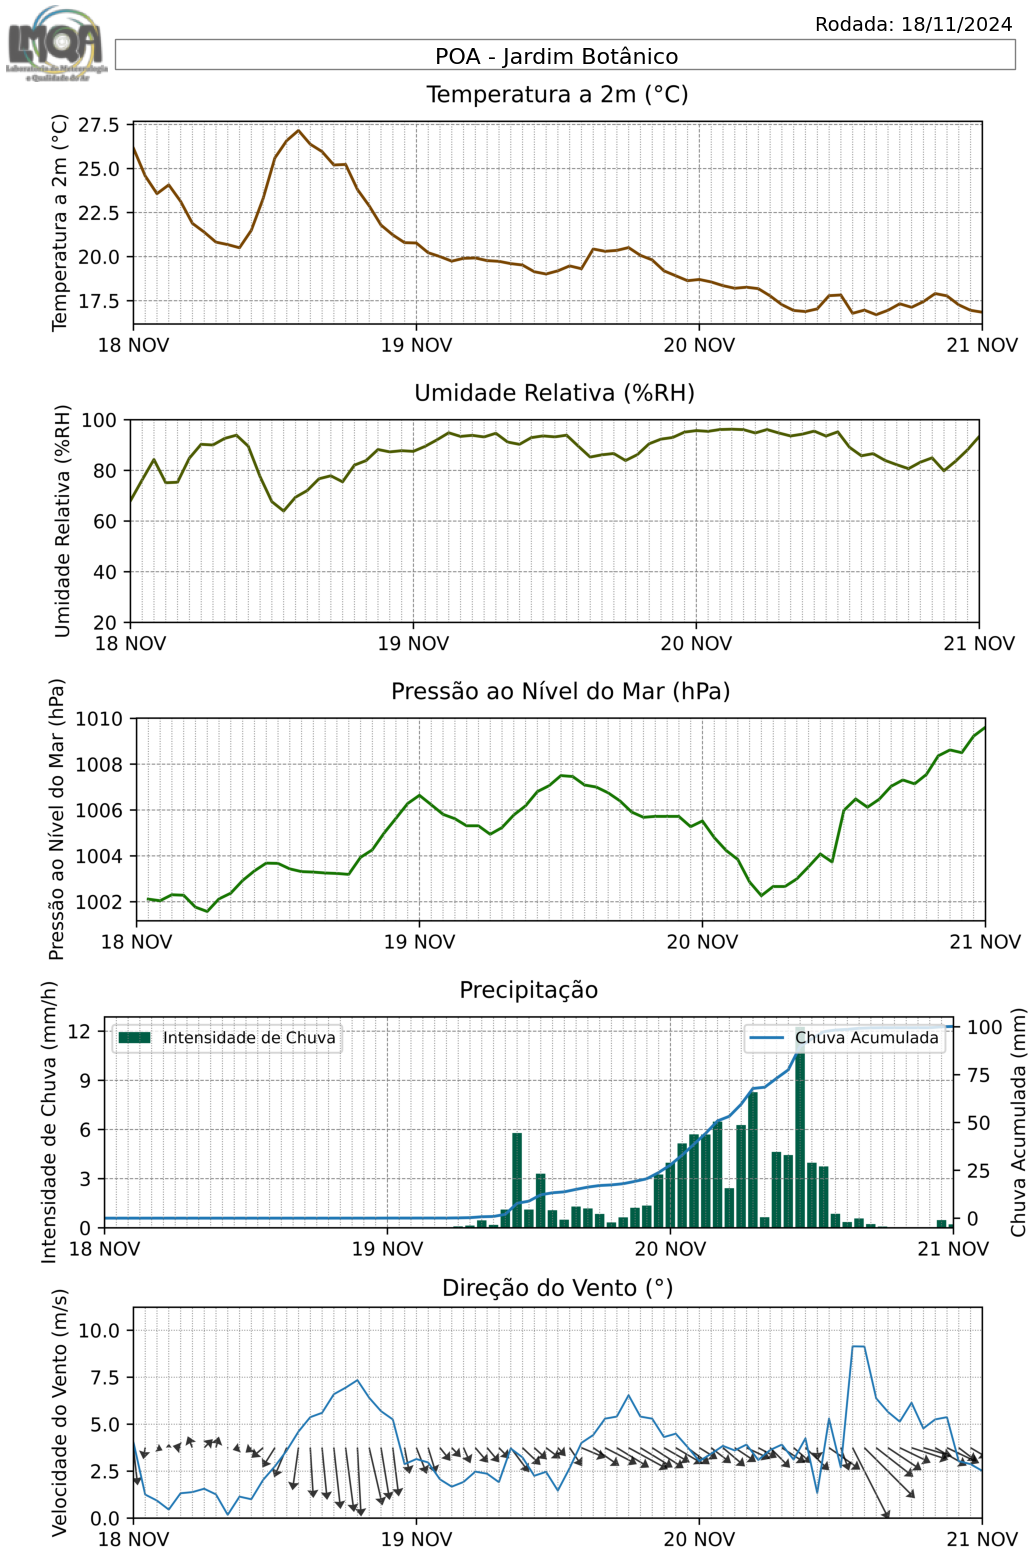 LMQA
Laboratório de Meteorologia
e Qualidade do Ar
Rodada: 18/11/2024
POA - Jardim Botânico
Temperatura a 2m (°C)
Temperatura a 2m (°C)
27.5
25.0
22.5
20.0
17.5
18 NOV 19 NOV 20 NOV 21 NOV
Umidade Relativa (%RH)
Umidade Relativa (%RH)
100
80
60
40
20
18 NOV 19 NOV 20 NOV 21 NOV
Pressão ao Nível do Mar (hPa)
Pressão ao Nível do Mar (hPa)
1010
1008
1006
1004
1002
18 NOV 19 NOV 20 NOV 21 NOV
Precipitação
Intensidade de Chuva (mm/h)
12
9
6
3
0
Intensidade de Chuva
Chuva Acumulada
100
75
50
25
0
Chuva Acumulada (mm)
18 NOV 19 NOV 20 NOV 21 NOV
Direção do Vento (°)
Velocidade do Vento (m/s)
10.0
7.5
5.0
2.5
0.0
18 NOV 19 NOV 20 NOV 21 NOV